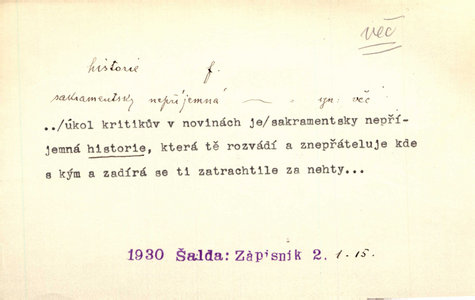 věc
historie f.
sakramentsky nepříjemná — . syn: věc
../úkol kritikův v novinách je/sakramentsky nepří-
jemná historie, která tě rozvádí a znepřáteluje kde
s kým a zadírá se ti zatrachtile za nehty...
1930 Šalda: Zápisník 2. 1-15.